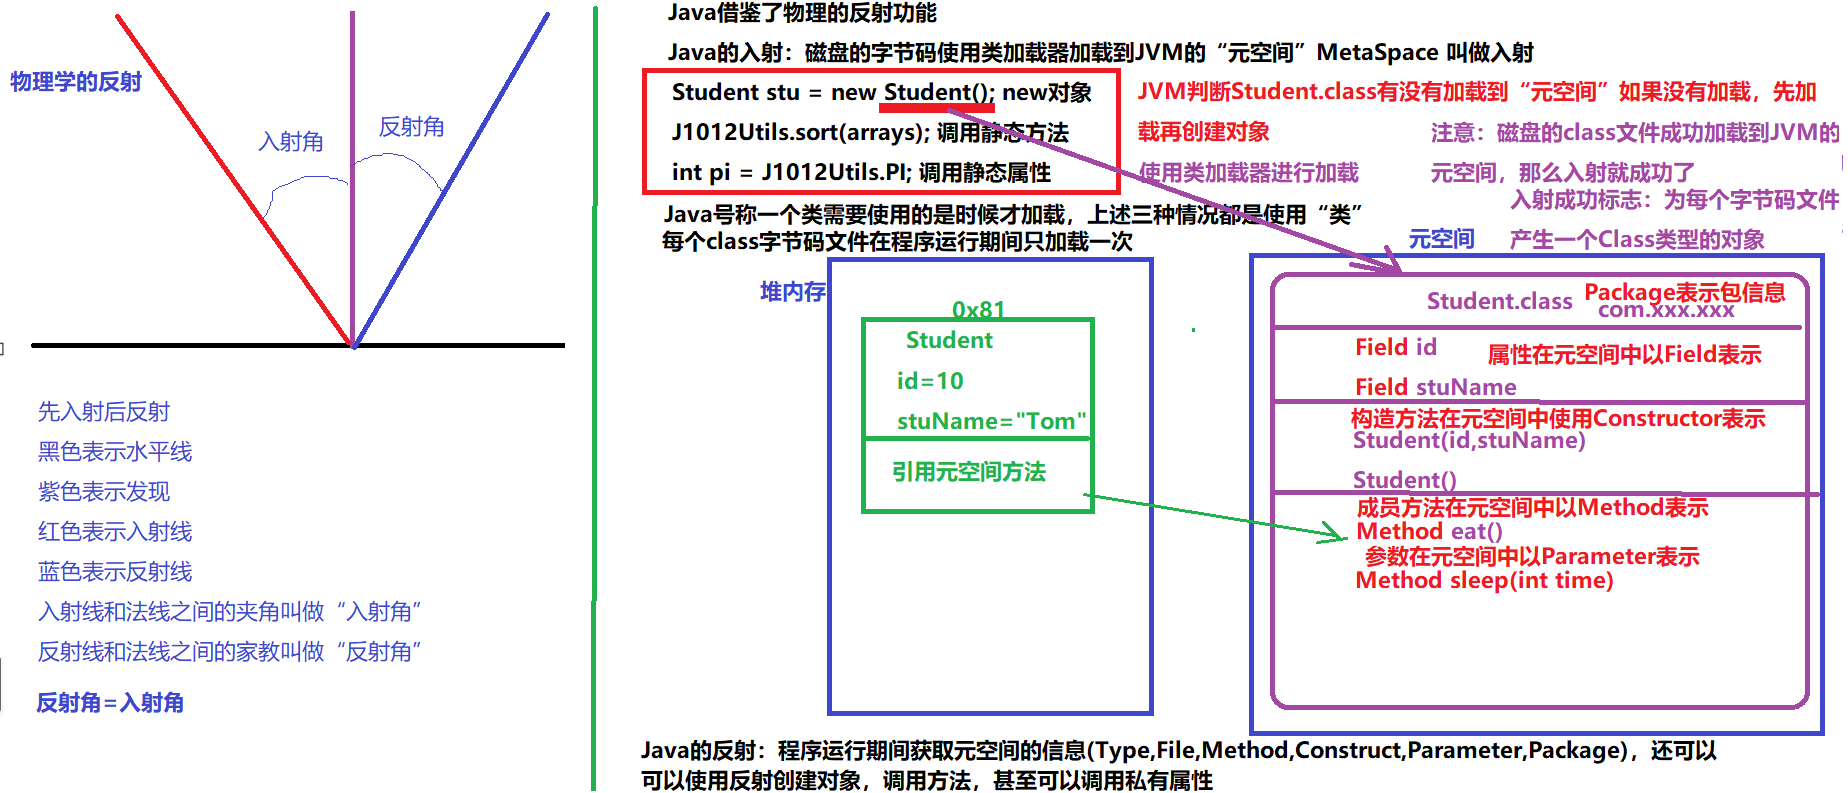 物理学的反射
入射角
反射角
先入射后反射
黑色表示水平线
紫色表示发现
红色表示入射线
蓝色表示反射线
入射线和法线之间的夹角叫做“入射角”
反射线和法线之间的家教叫做“反射角”
反射角=入射角
Java借鉴了物理的反射功能
Java的入射：磁盘的字节码使用类加载器加载到JVM的“元空间”MetaSpace 叫做入射
Student stu = new Student(); new对象
J1012Utils.sort(arrays); 调用静态方法
int pi = J1012Utils.PI; 调用静态属性
JVM判断Student.class有没有加载到“元空间”如果没有加载，先加
载再创建对象
使用类加载器进行加载
注意：磁盘的class文件成功加载到JVM的
元空间，那么入射就成功了
入射成功标志：为每个字节码文件
产生一个Class类型的对象
Java号称一个类需要使用的是时候才加载，上述三种情况都是使用“类”
每个class字节码文件在程序运行期间只加载一次
堆内存
0x81
Student
id=10
stuName="Tom"
引用元空间方法
元空间
Student.class
Package表示包信息
com.xxx.xxx
Field id
属性在元空间中以Field表示
Field stuName
构造方法在元空间中使用Constructor表示
Student(id,stuName)
Student()
成员方法在元空间中以Method表示
Method eat()
参数在元空间中以Parameter表示
Method sleep(int time)
Java的反射：程序运行期间获取元空间的信息(Type,File,Method,Construct,Parameter,Package)，还可以
可以使用反射创建对象，调用方法，甚至可以调用私有属性